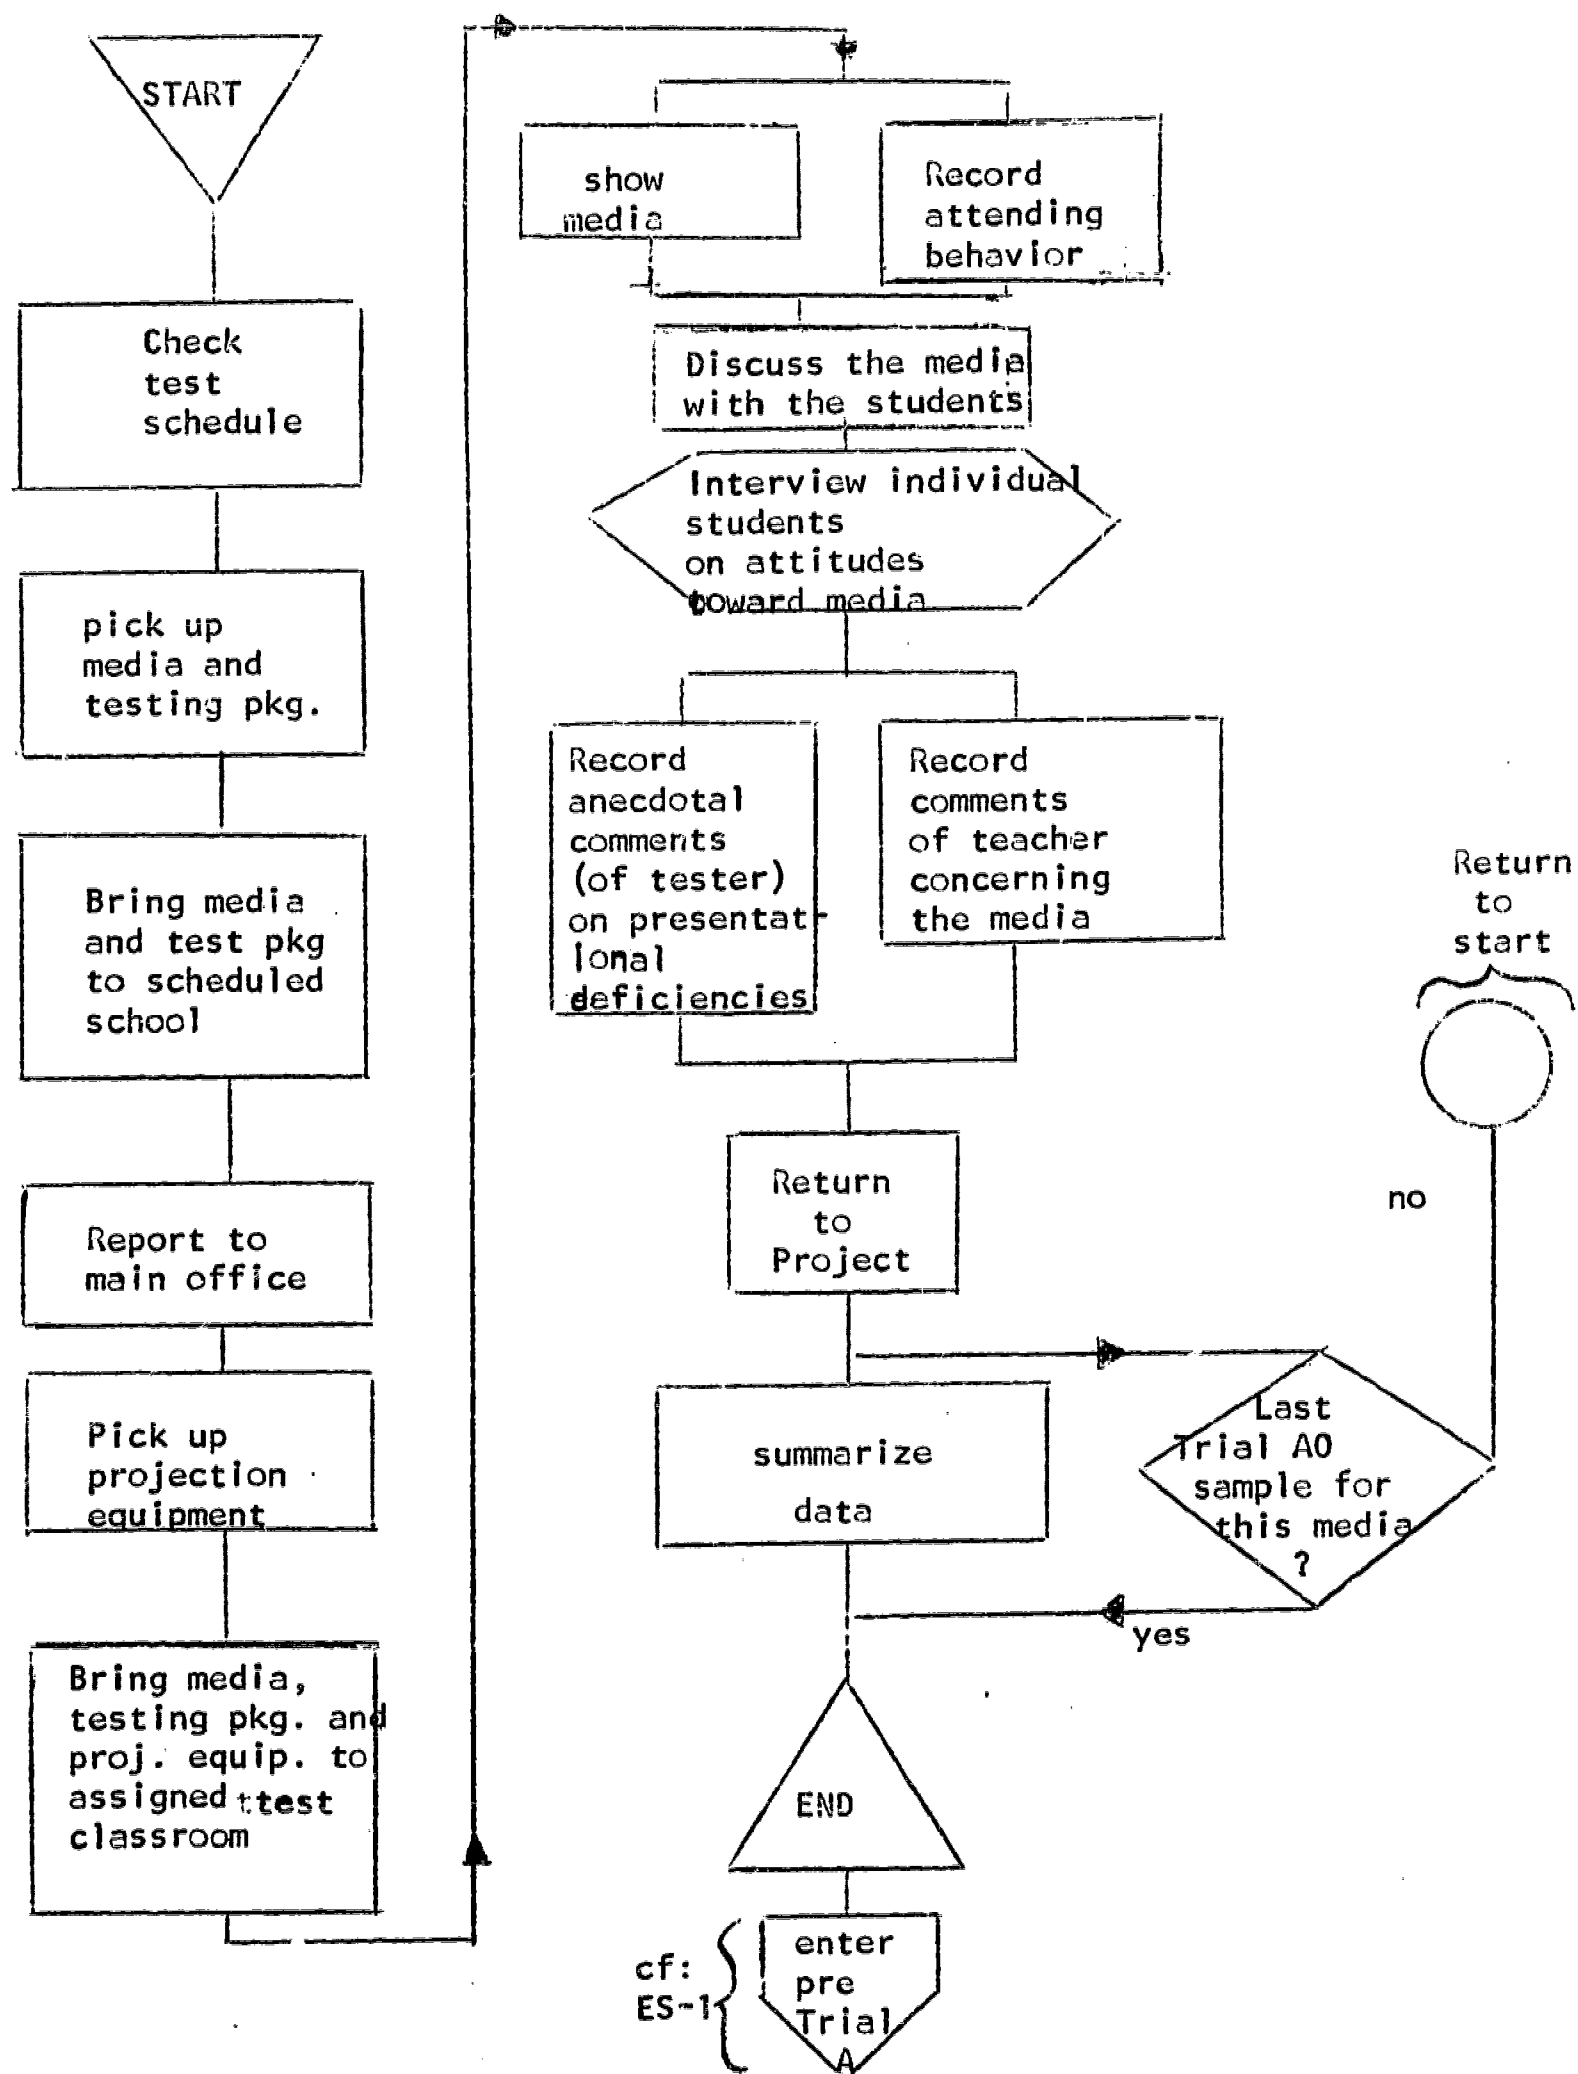 START
Check
test
schedule
pick up
media and
testing pkg.
Bring media
and test pkg
to scheduled
school
Report to
main office
Pick up
projection
equipment
Bring media,
testing pkg. and
proj. equip. to
assigned ttest
classroom
show
media
Record
attending
behavior
Discuss the media
with the students
Interview individual
students
on attitudes
toward media
Record
anecdotal
comments
(of tester)
on presentat-
ional
deficiencies
Record
comments
of teacher
concerning
the media
Return
to
Project
summarize
data
Last
Trial AO
sample for
this media
?
no
Return
to
start
yes
END
cf:
ES-1
enter
pre
Trial
A